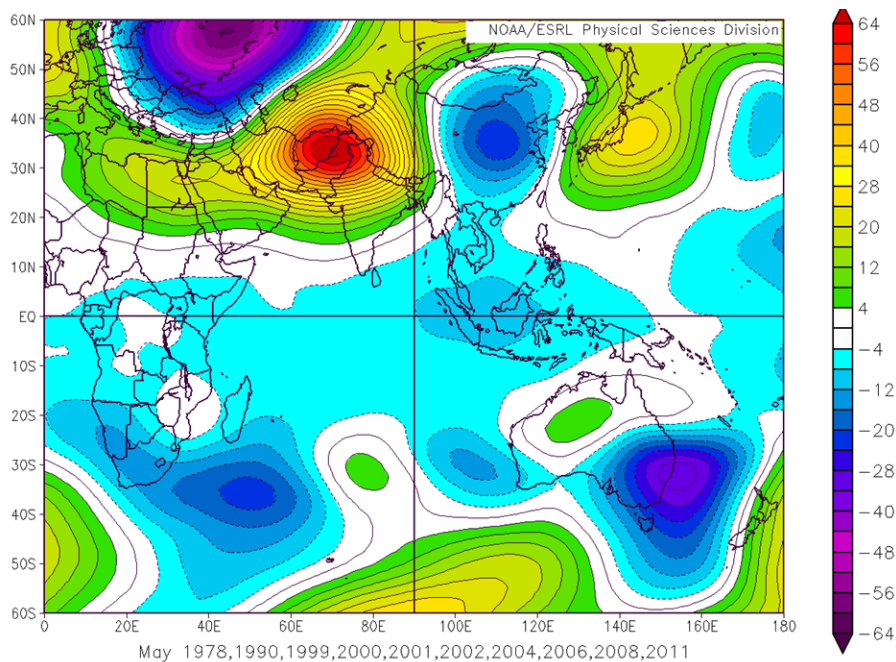 NOAA/ESRL Physical Sciences Division
60N
50N
40N
30N
20N
10N
EQ
10S
20S
30S
40S
50S
60S
0
20E
40E
60E
80E
100E
120E
140E
160E
180
64
56
48
40
28
20
12
4
-4
-12
-20
-28
-40
-48
-56
-64
May 1978,1990,1999,2000,2001,2002,2004,2006,2008,2011